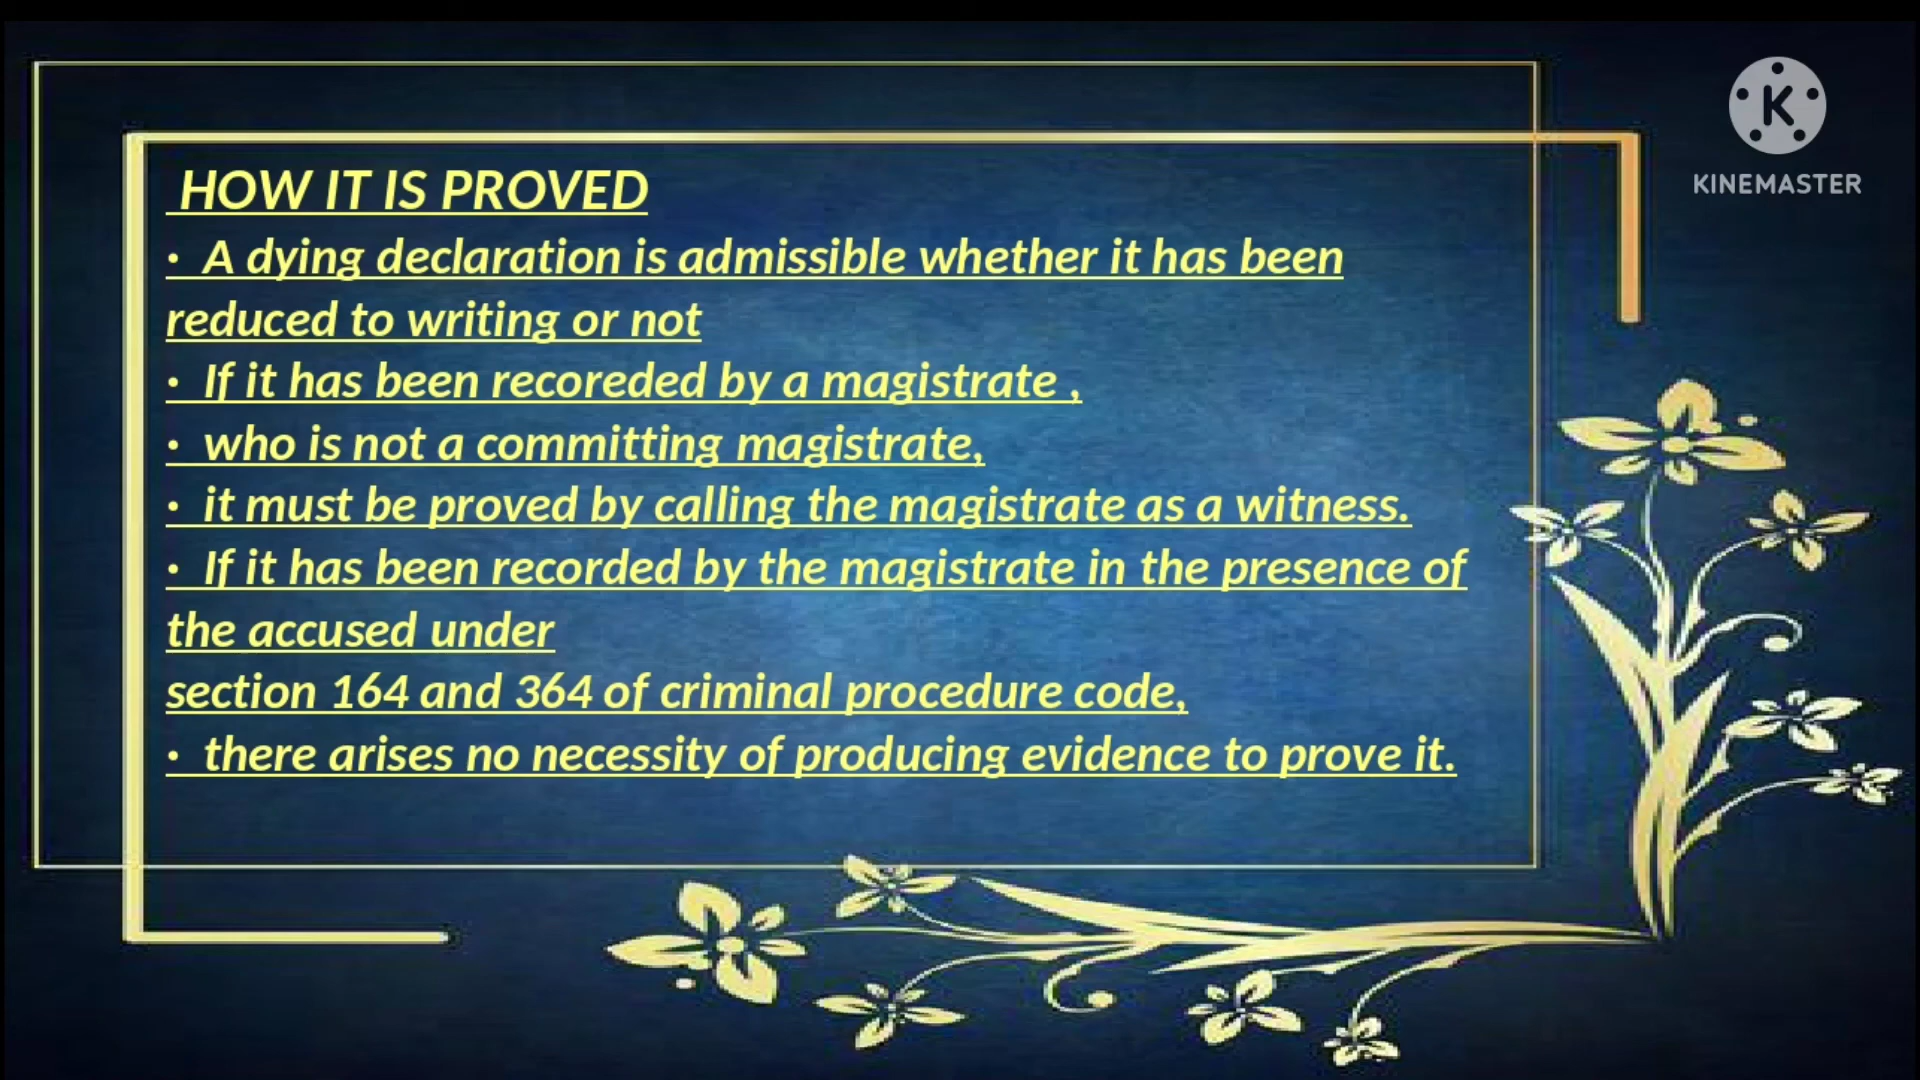 HOW IT IS PROVED
· A dying declaration is admissible whether it has been
reduced to writing or not
· If it has been recoreded by a magistrate ,
· who is not a committing magistrate,
· it must be proved by calling the magistrate as a witness.
· If it has been recorded by the magistrate in the presence of
the accused under
section 164 and 364 of criminal procedure code,
· there arises no necessity of producing evidence to prove it.
K
KINEMASTER